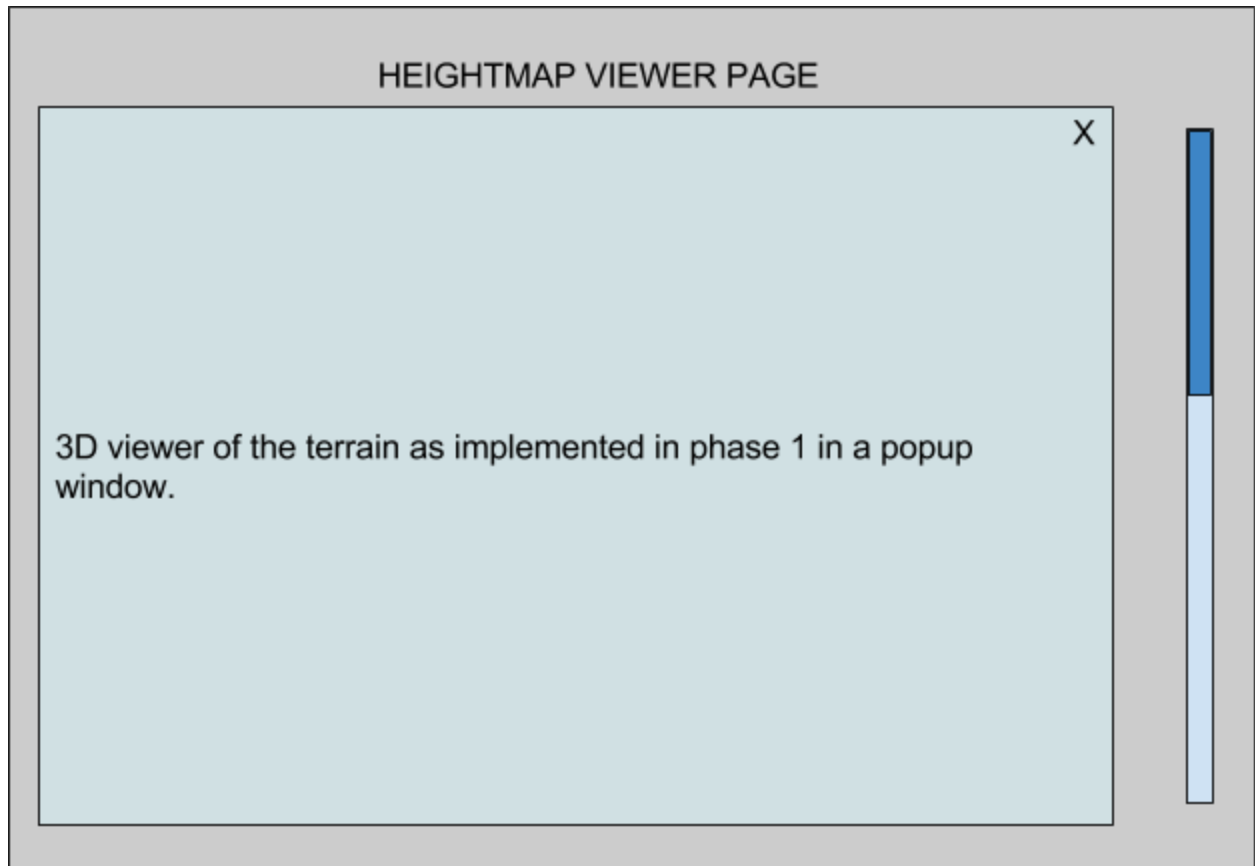 HEIGHTMAP VIEWER PAGE
X
3D viewer of the terrain as implemented in phase 1 in a popup
window.